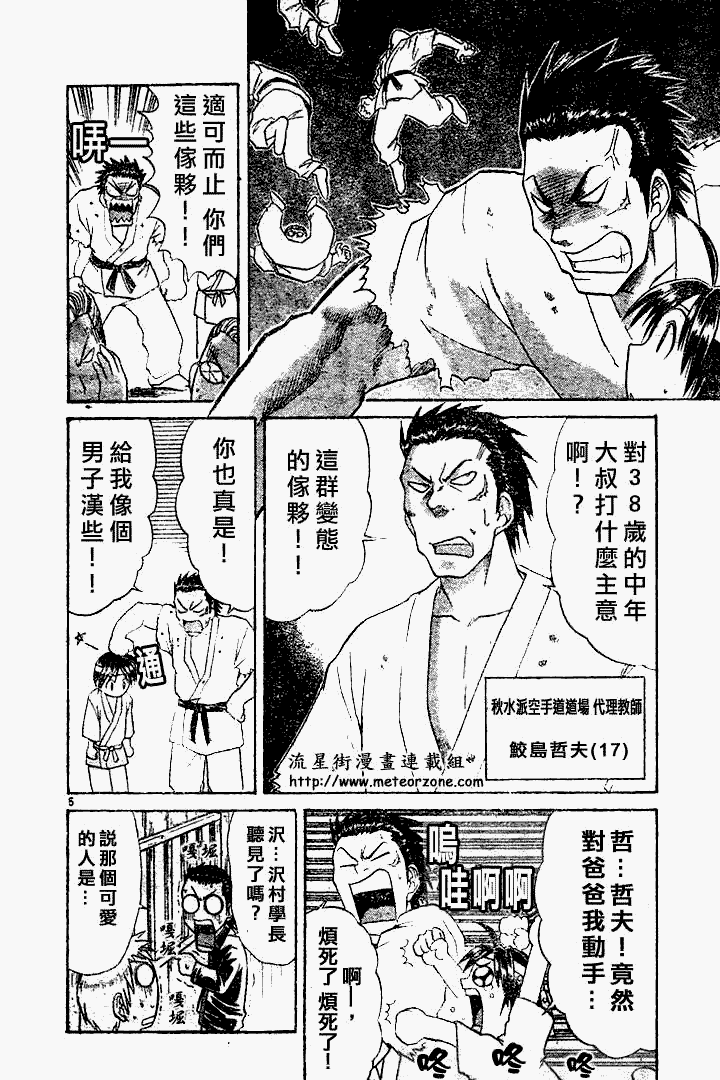 適可而止 你們
這些傢夥！！
哢一
對38歲的中年
大叔打什麼主意
啊！？
這群變態
的傢夥！！
秋水派空手道道場 代理教師
鮫島哲夫(17)
流星街漫畫連載組
http://www.meteorzone.com
你也真是！
給我像個
男子漢些！！
通
5
哲…哲夫！竟然
對爸爸我動手…
嗚
哇啊啊
啊—，
煩死了 煩死了！
咚 咚 咚
沢…沢村學長
聽見了嗎？
說那個可愛
的人是…
嘎堀
嘎堀
嘎堀